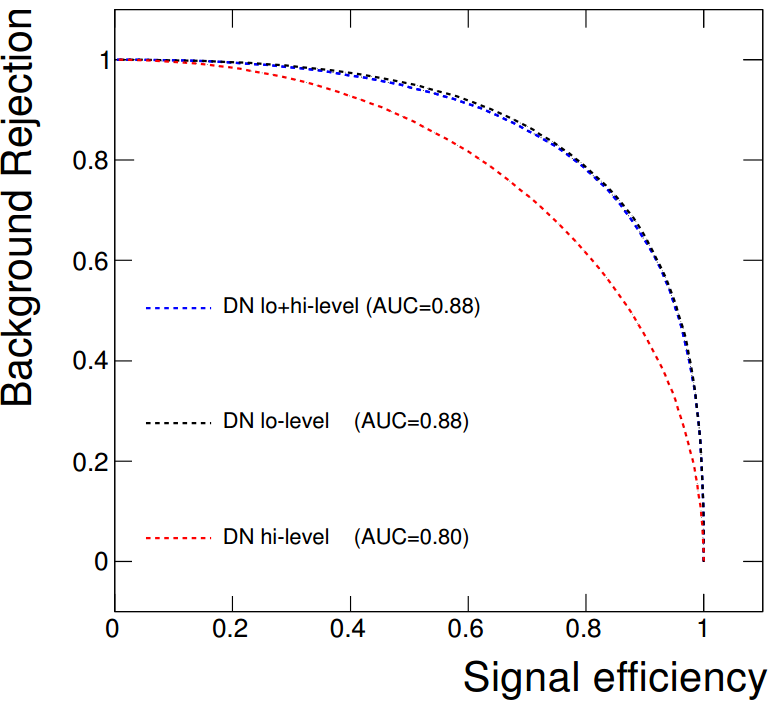 Background Rejection
1
0.8
0.6
0.4
0.2
0
DN lo+hi-level (AUC=0.88)
DN lo-level (AUC=0.88)
DN hi-level (AUC=0.80)
0 0.2 0.4 0.6 0.8 1
Signal efficiency